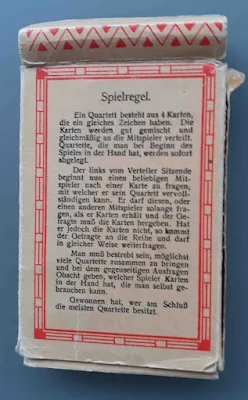 Spielregel.
Ein Quartett besteht aus 4 Karten,
die ein gleiches Zeichen haben. Die
Karten werden gut gemischt und
gleichmäßig an die Mitspieler verteilt.
Quartette, die man bei Beginn des
Spieles in der Hand hat, werden sofort
abgelegt.
Der links vom Verteiler Sitzende
beginnt nun einen beliebigen Mit-
spieler nach einer Karte zu fragen,
mit welcher er sein Quartett vervoll-
ständigen kann. Er darf diesen, oder
einen anderen Mitspieler solange fra-
gen, als er Karten erhält und der Ge-
fragte muß die Karten hergeben. Hat
er jedoch die Karten nicht, so kommt
der Gefragte an die Reihe und darf
in gleicher Weise weiterfragen.
Man muß bestrebt sein, möglichst
viele Quartette zusammen zu bringen
und bei dem gegenseitigen Ausfragen
Obacht geben, welcher Spieler Karten
in der Hand hat, die man selbst ge-
brauchen kann.
Gewonnen hat, wer am Schluß
die meisten Quartette besitzt.